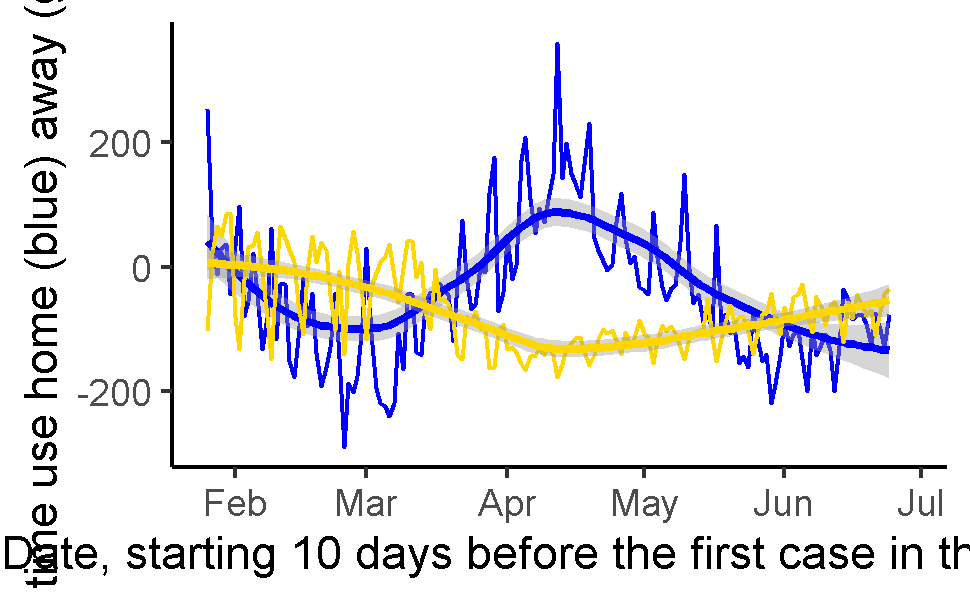 time use home (blue) away (
200
0
-200
Feb Mar Apr May Jun Jul
Date, starting 10 days before the first case in th